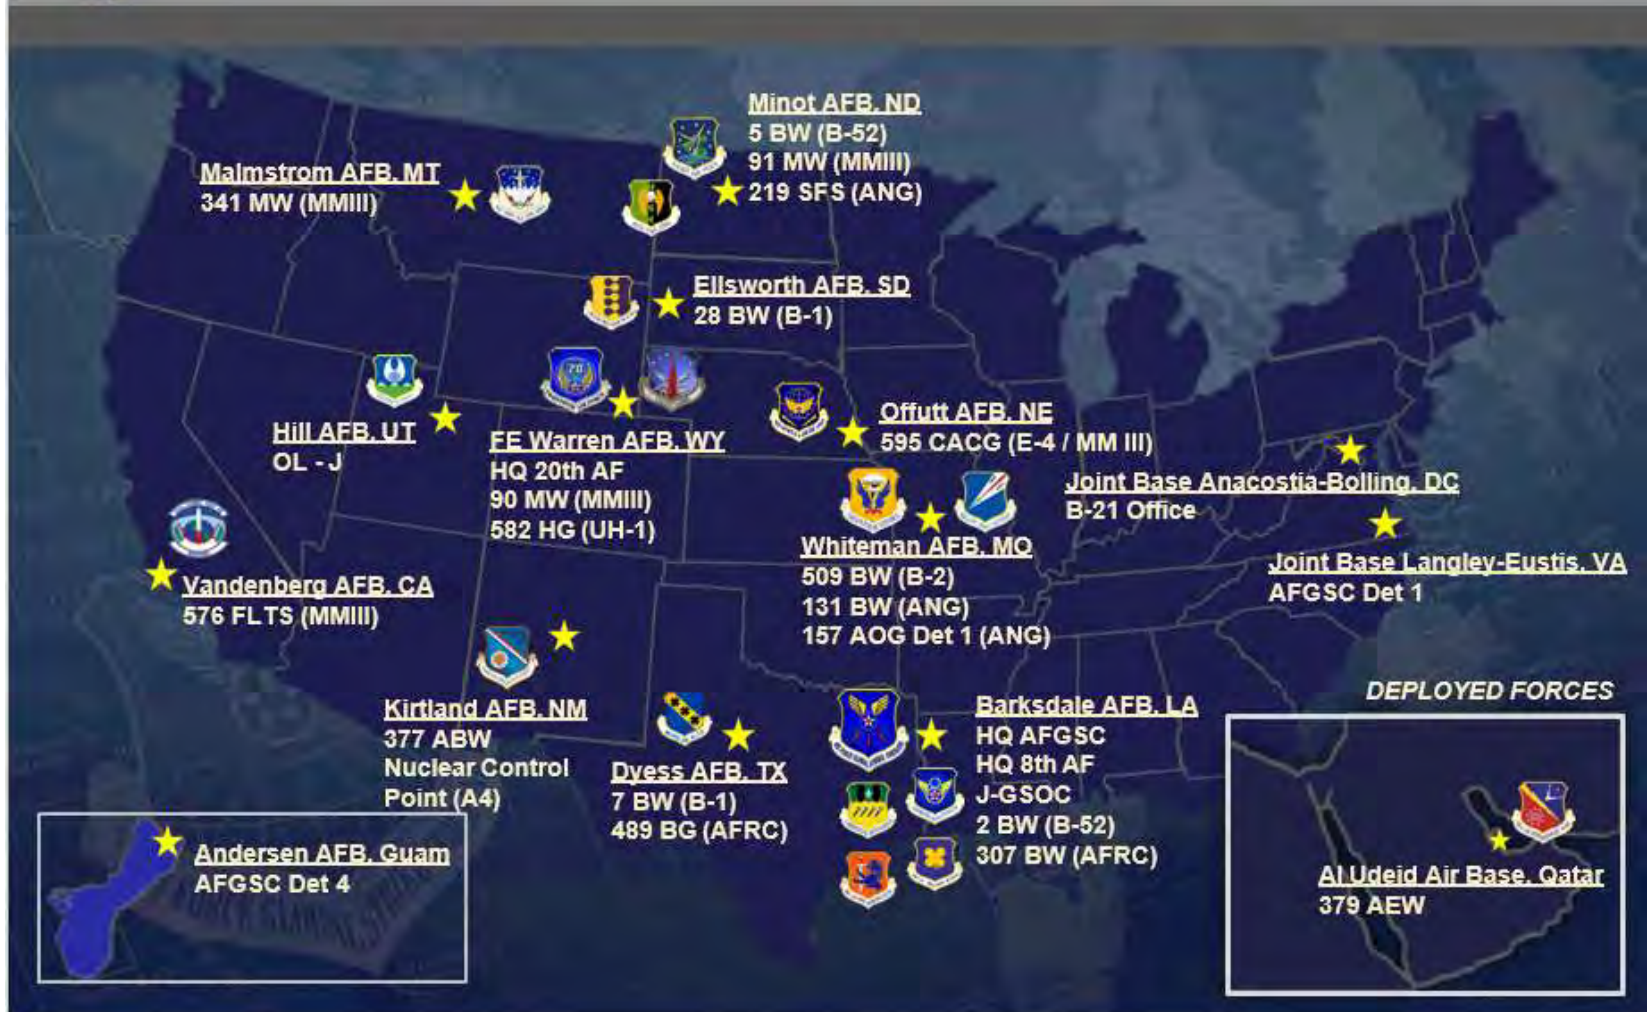 Minot AFB, ND
5 BW (B-52)
91 MW (MMIII)
219 SFS (ANG)
Malmstrom AFB, MT
341 MW (MMIII)
Ellsworth AFB, SD
28 BW (B-1)
Hill AFB, UT
OL - J
FE Warren AFB, WY
HQ 20th AF
90 MW (MMIII)
582 HG (UH-1)
Offutt AFB, NE
595 CACG (E-4 / MM III)
Joint Base Anacostia-Bolling, DC
B-21 Office
Whiteman AFB, MO
509 BW (B-2)
131 BW (ANG)
157 AOG Det 1 (ANG)
Joint Base Langley-Eustis, VA
AFGSC Det 1
Vandenberg AFB, CA
576 FLTS (MMIII)
Kirtland AFB, NM
377 ABW
Nuclear Control
Point (A4)
Dyess AFB, TX
7 BW (B-1)
489 BG (AFRC)
Barksdale AFB, LA
HQ AFGSC
HQ 8th AF
J-GSOC
2 BW (B-52)
307 BW (AFRC)
DEPLOYED FORCES
Al Udeid Air Base, Qatar
379 AEW
Andersen AFB, Guam
AFGSC Det 4